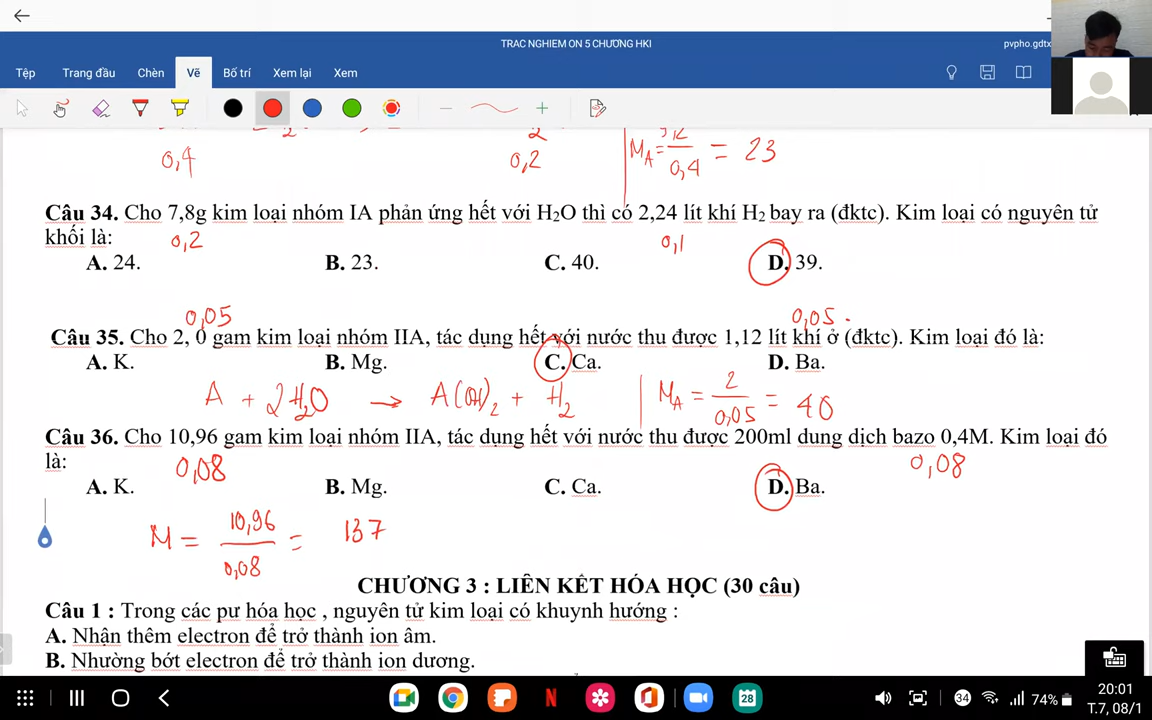 TRAC NGHIEM ON 5 CHUONG HKI
pvpho.gdtx
Tệp Trang đầu Chèn Vẽ Bố trí Xem lại Xem
0,4 0,2 M_A = 0,4 = 23
Câu 34. Cho 7,8g kim loại nhóm IA phản ứng hết với H₂O thì có 2,24 lít khí H₂ bay ra (đktc). Kim loại có nguyên tử
khối là:
0,2 0,1
A. 24. B. 23. C. 40. D. 39.
0,05 0,05.
Câu 35. Cho 2, 0 gam kim loại nhóm IIA, tác dụng hết với nước thu được 1,12 lít khí ở (đktc). Kim loại đó là:
A. K. B. Mg. C. Ca. D. Ba.
A + 2H₂O → A(OH)₂ + H₂ | M_A = 2/0,05 = 40
Câu 36. Cho 10,96 gam kim loại nhóm IIA, tác dụng hết với nước thu được 200ml dung dịch bazo 0,4M. Kim loại đó
là:
0,08 0,08
A. K. B. Mg. C. Ca. D. Ba.
M = 10,96/0,08 = 137
CHƯƠNG 3 : LIÊN KẾT HÓA HỌC (30 câu)
Câu 1 : Trong các pư hóa học , nguyên tử kim loại có khuynh hướng :
A. Nhận thêm electron để trở thành ion âm.
B. Nhường bớt electron để trở thành ion dương.
28
34
74%
20:01
T.7, 08/1